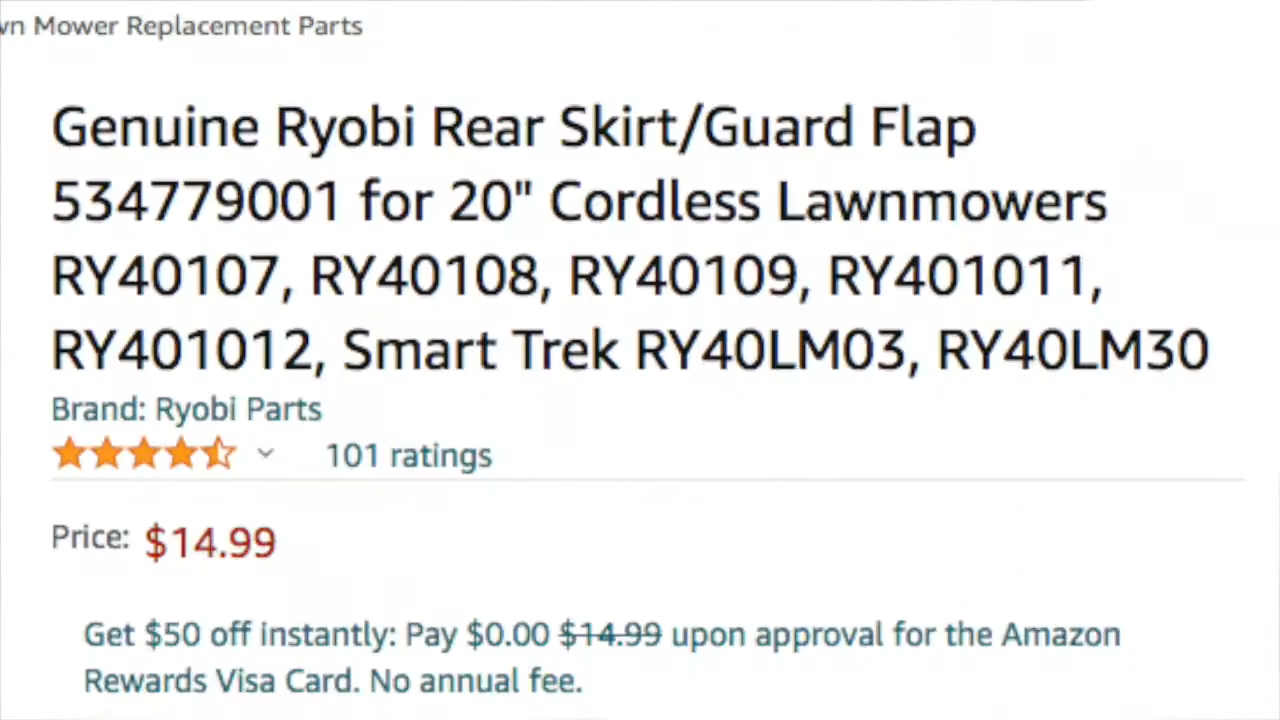 wn Mower Replacement Parts
Genuine Ryobi Rear Skirt/Guard Flap
534779001 for 20" Cordless Lawnmowers
RY40107, RY40108, RY40109, RY401011,
RY401012, Smart Trek RY40LM03, RY40LM30
Brand: Ryobi Parts
101 ratings
Price: $14.99
Get $50 off instantly: Pay $0.00 $14.99 upon approval for the Amazon
Rewards Visa Card. No annual fee.